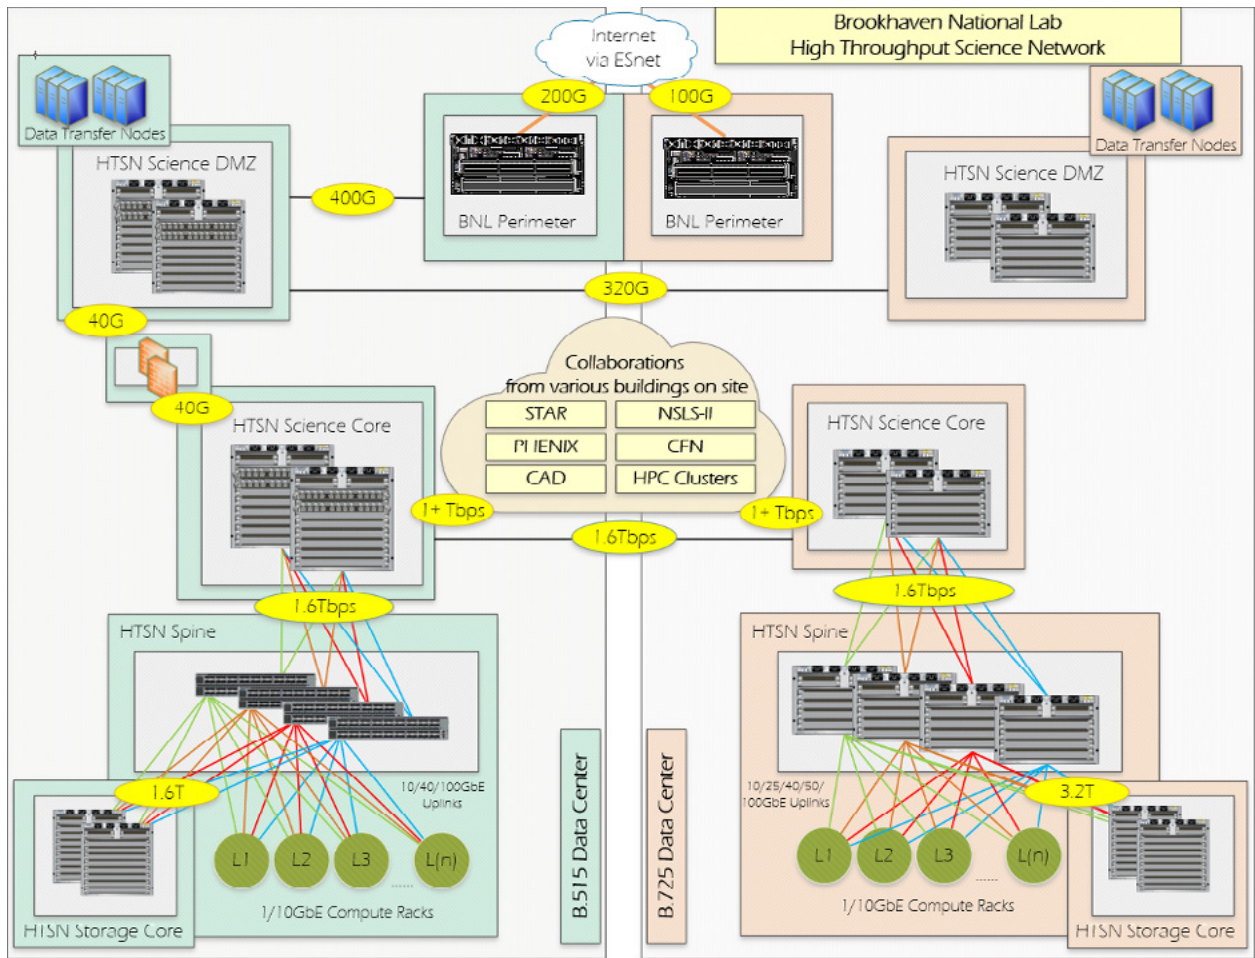 Brookhaven National Lab
High Throughput Science Network
Internet
via ESnet
200G
100G
Data Transfer Nodes
Data Transfer Nodes
HTSN Science DMZ
400G
BNL Perimeter
BNL Perimeter
HTSN Science DMZ
320G
40G
40G
Collaborations
from various buildings on site
STAR
NSLS-II
PHENIX
CFN
CAD
HPC Clusters
HTSN Science Core
HTSN Science Core
1+ Tbps
1+ Tbps
1.6Tbps
1.6Tbps
1.6Tbps
HTSN Spine
HTSN Spine
10/40/100GbE
Uplinks
10/25/40/50/
100GbE Uplinks
1.6T
3.2T
B.515 Data Center
B.725 Data Center
L1
L2
L3
......
L(n)
L1
L2
L3
......
L(n)
1/10GbE Compute Racks
1/10GbE Compute Racks
HTSN Storage Core
HTSN Storage Core